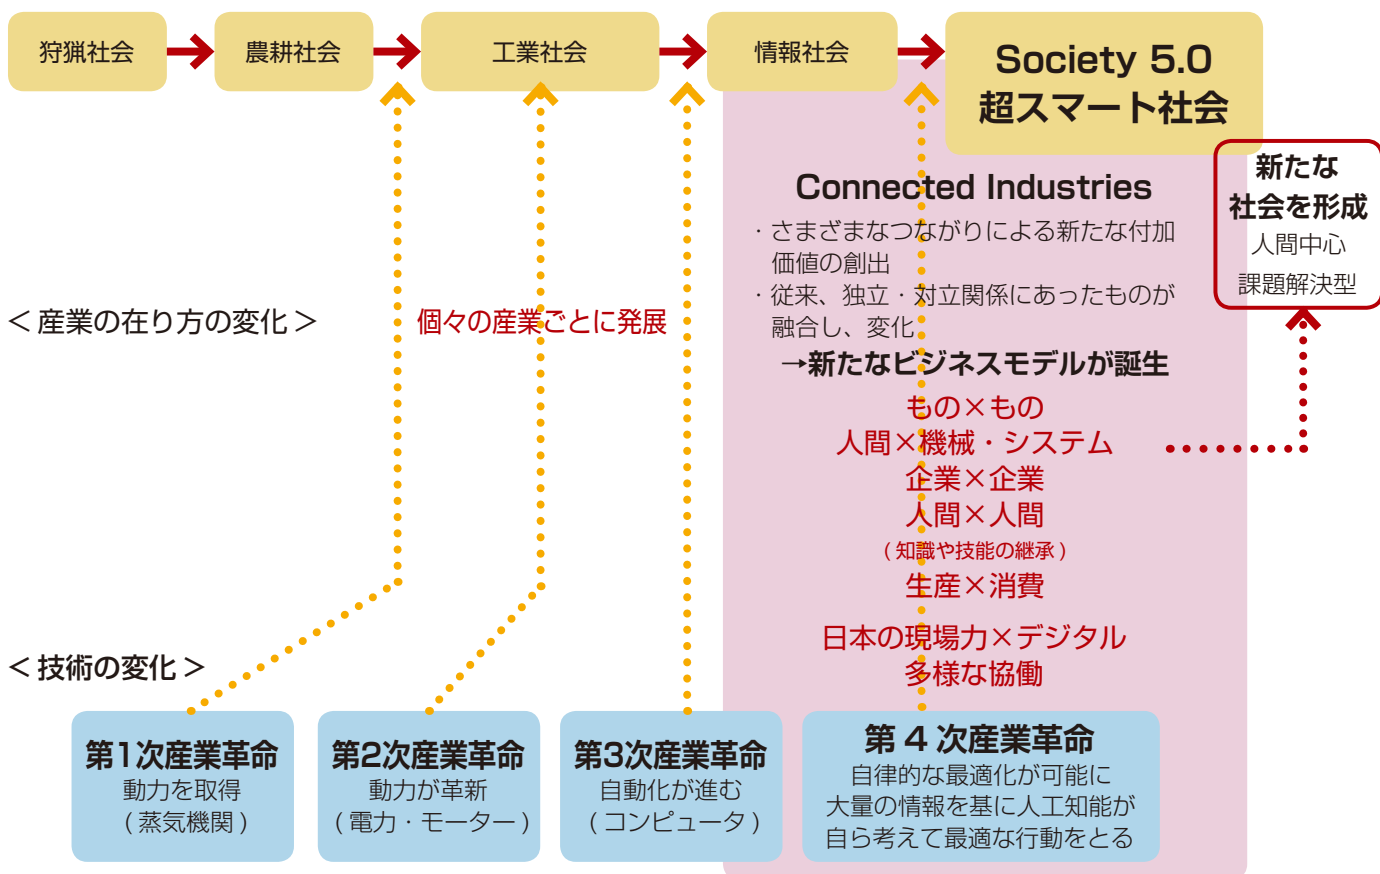 狩猟社会
農耕社会
工業社会
情報社会
Society 5.0
超スマート社会
新たな
社会を形成
人間中心
課題解決型
Connected Industries
・さまざまなつながりによる新たな付加
価値の創出
・従来、独立・対立関係にあったものが
融合し、変化
→新たなビジネスモデルが誕生
＜産業の在り方の変化＞
個々の産業ごとに発展
もの×もの
人間×機械・システム
企業×企業
人間×人間
(知識や技能の継承)
生産×消費
日本の現場力×デジタル
多様な協働
＜技術の変化＞
第1次産業革命
動力を取得
(蒸気機関)
第2次産業革命
動力が革新
(電力・モーター)
第3次産業革命
自動化が進む
(コンピュータ)
第4次産業革命
自律的な最適化が可能に
大量の情報を基に人工知能が
自ら考えて最適な行動をとる